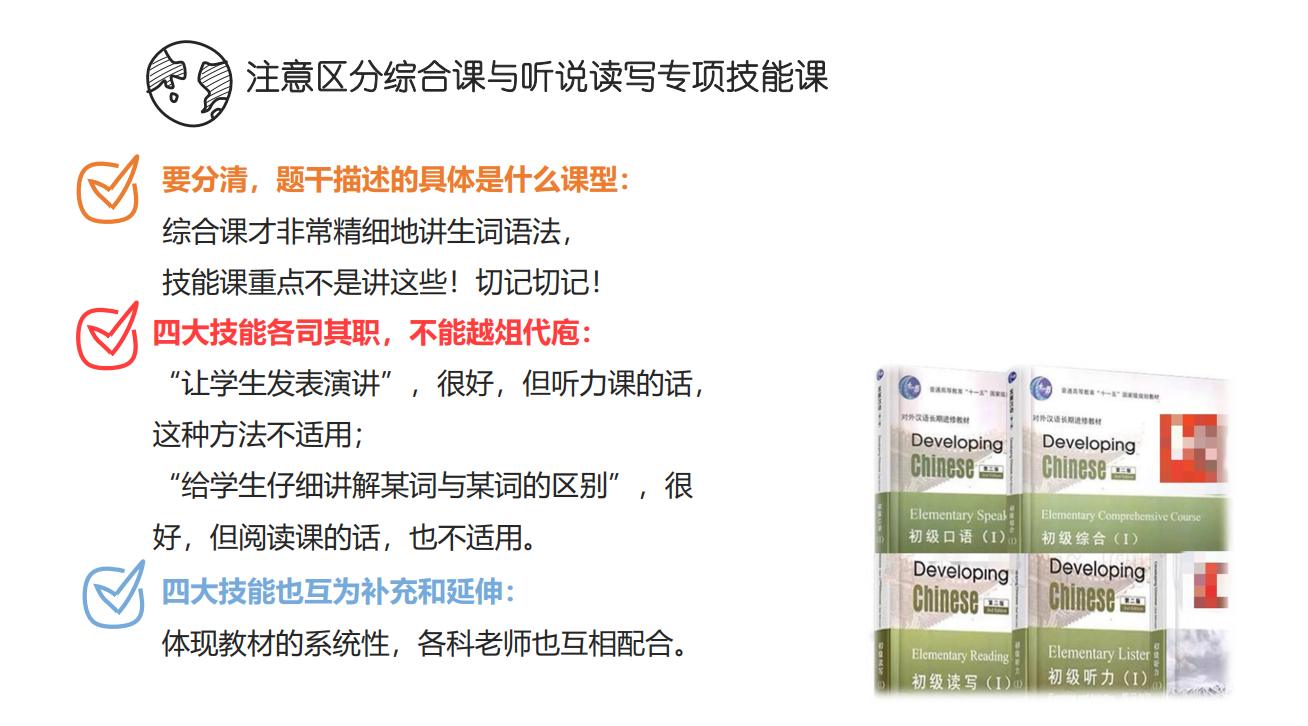 注意区分综合课与听说读写专项技能课
要分清，题干描述的具体是什么课型：
综合课才非常精细地讲生词语法，
技能课重点不是讲这些！切记切记！
四大技能各司其职，不能越俎代庖：
“让学生发表演讲”，很好，但听力课的话，
这种方法不适用；
“给学生仔细讲解某词与某词的区别”，很
好，但阅读课的话，也不适用。
四大技能也互为补充和延伸：
体现教材的系统性，各科老师也互相配合。
普通高等教育“十一五”国家级
对外汉语长期进修教材
Developing
Chinese
第二版
2nd Edition
Elementary Speak
初级口语（I）
普通高等教育“十一五”国家级规划教材
对外汉语长期进修教材
Developing
Chinese
第二版
2nd Edition
Elementary Comprehensive Course
初级综合（I）
Developing
Chinese
第二版
2nd Edition
Elementary Reading
初级读写（I）
Developing
Chinese
第二版
2nd Edition
Elementary Listen
初级听力（I）